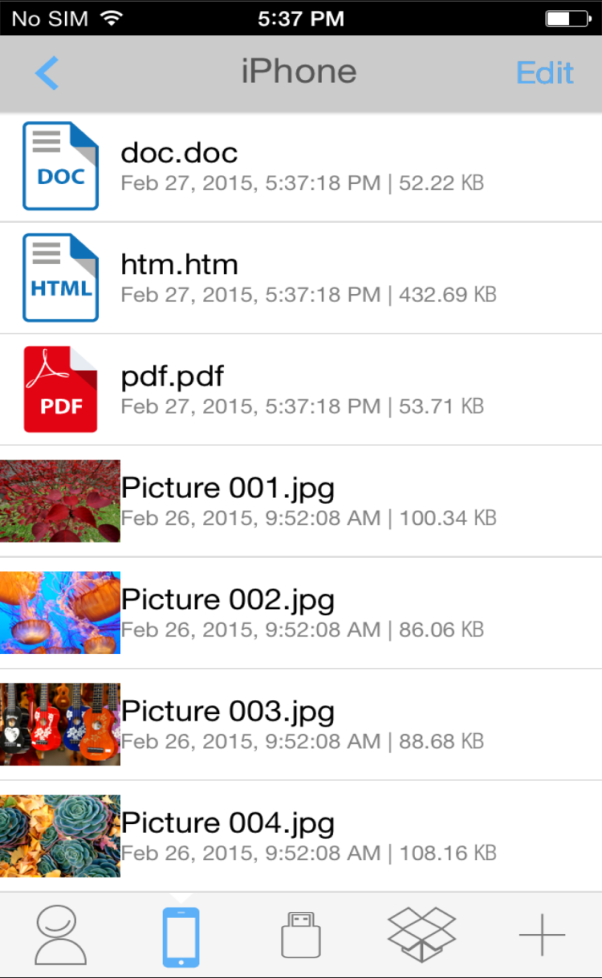 No SIM 5:37 PM
iPhone Edit
DOC
doc.doc
Feb 27, 2015, 5:37:18 PM | 52.22 KB
HTML
htm.htm
Feb 27, 2015, 5:37:18 PM | 432.69 KB
PDF
pdf.pdf
Feb 27, 2015, 5:37:18 PM | 53.71 KB
Picture 001.jpg
Feb 26, 2015, 9:52:08 AM | 100.34 KB
Picture 002.jpg
Feb 26, 2015, 9:52:08 AM | 86.06 KB
Picture 003.jpg
Feb 26, 2015, 9:52:08 AM | 88.68 KB
Picture 004.jpg
Feb 26, 2015, 9:52:08 AM | 108.16 KB